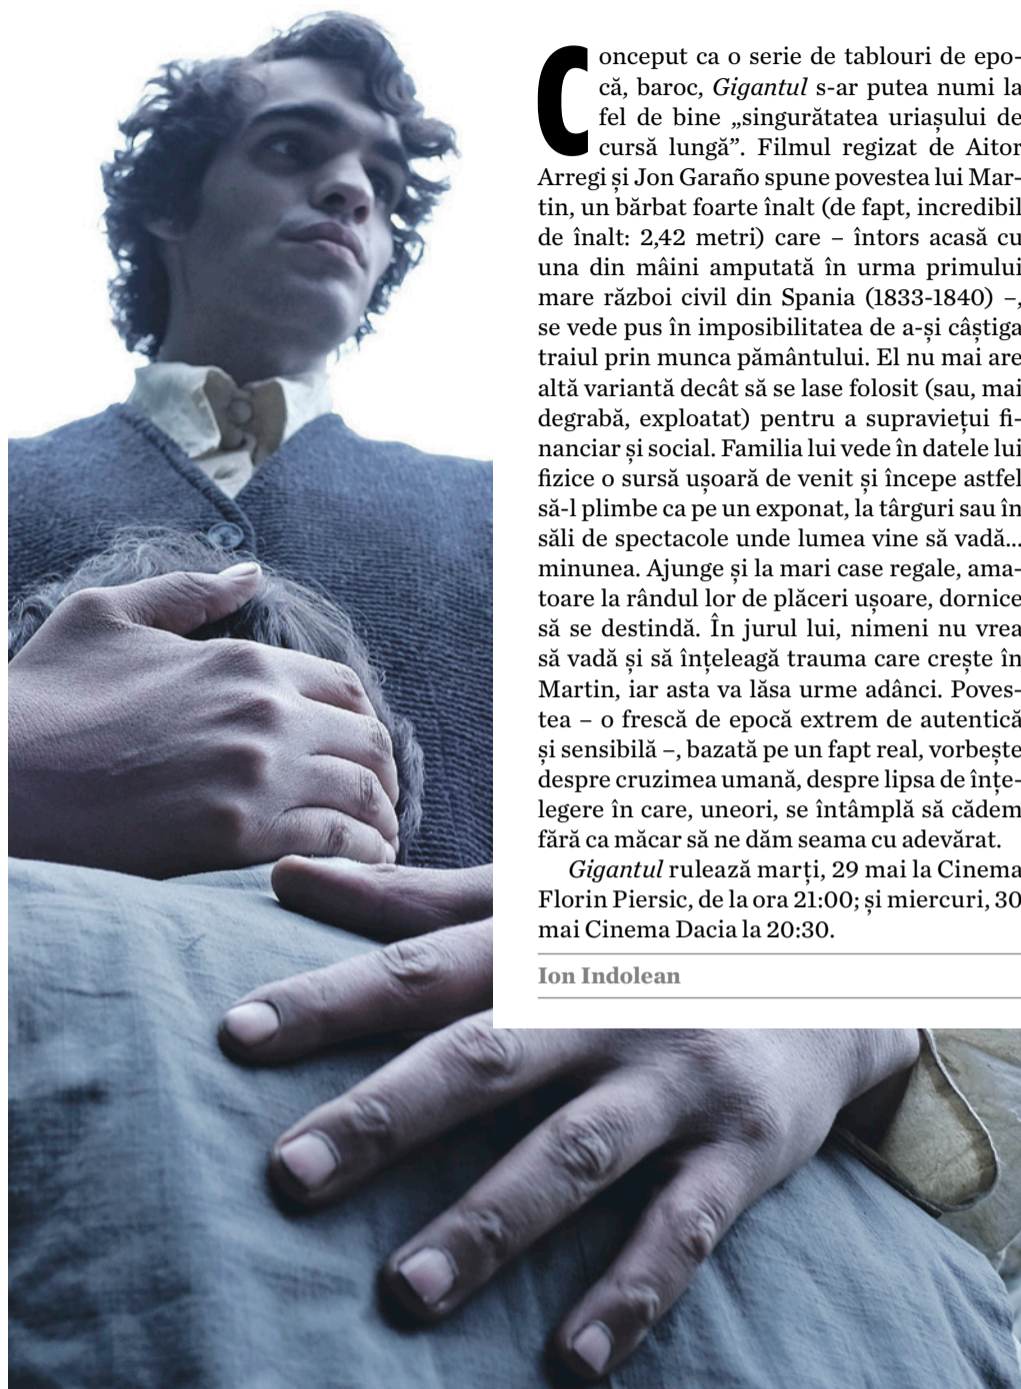 Conceput ca o serie de tablouri de epo-
că, baroc, Gigantul s-ar putea numi la
fel de bine „singurătatea uriașului de
cursă lungă”. Filmul regizat de Aitor
Arregi și Jon Garaño spune povestea lui Mar-
tin, un bărbat foarte înalt (de fapt, incredibil
de înalt: 2,42 metri) care – întors acasă cu
una din mâini amputată în urma primului
mare război civil din Spania (1833-1840) –,
se vede pus în imposibilitatea de a-și câștiga
traiul prin munca pământului. El nu mai are
altă variantă decât să se lase folosit (sau, mai
degrabă, exploatat) pentru a supraviețui fi-
nanciar și social. Familia lui vede în datele lui
fizice o sursă ușoară de venit și începe astfel
să-l plimbe ca pe un exponat, la târguri sau în
săli de spectacole unde lumea vine să vadă...
minunea. Ajunge și la mari case regale, ama-
toare la rândul lor de plăceri ușoare, dornice
să se destindă. În jurul lui, nimeni nu vrea
să vadă și să înțeleagă trauma care crește în
Martin, iar asta va lăsa urme adânci. Poves-
tea – o frescă de epocă extrem de autentică
și sensibilă –, bazată pe un fapt real, vorbește
despre cruzimea umană, despre lipsa de înțe-
legere în care, uneori, se întâmplă să cădem
fără ca măcar să ne dăm seama cu adevărat.
Gigantul rulează marți, 29 mai la Cinema
Florin Piersic, de la ora 21:00; și miercuri, 30
mai Cinema Dacia la 20:30.
Ion Indolean